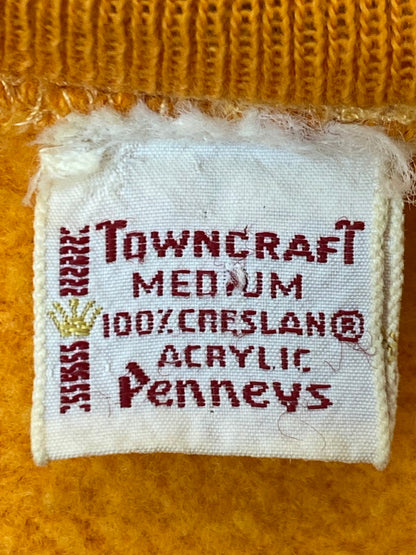 TOWNCRAFT
MEDIUM
100% CRESLAN®
ACRYLIC
Penneys